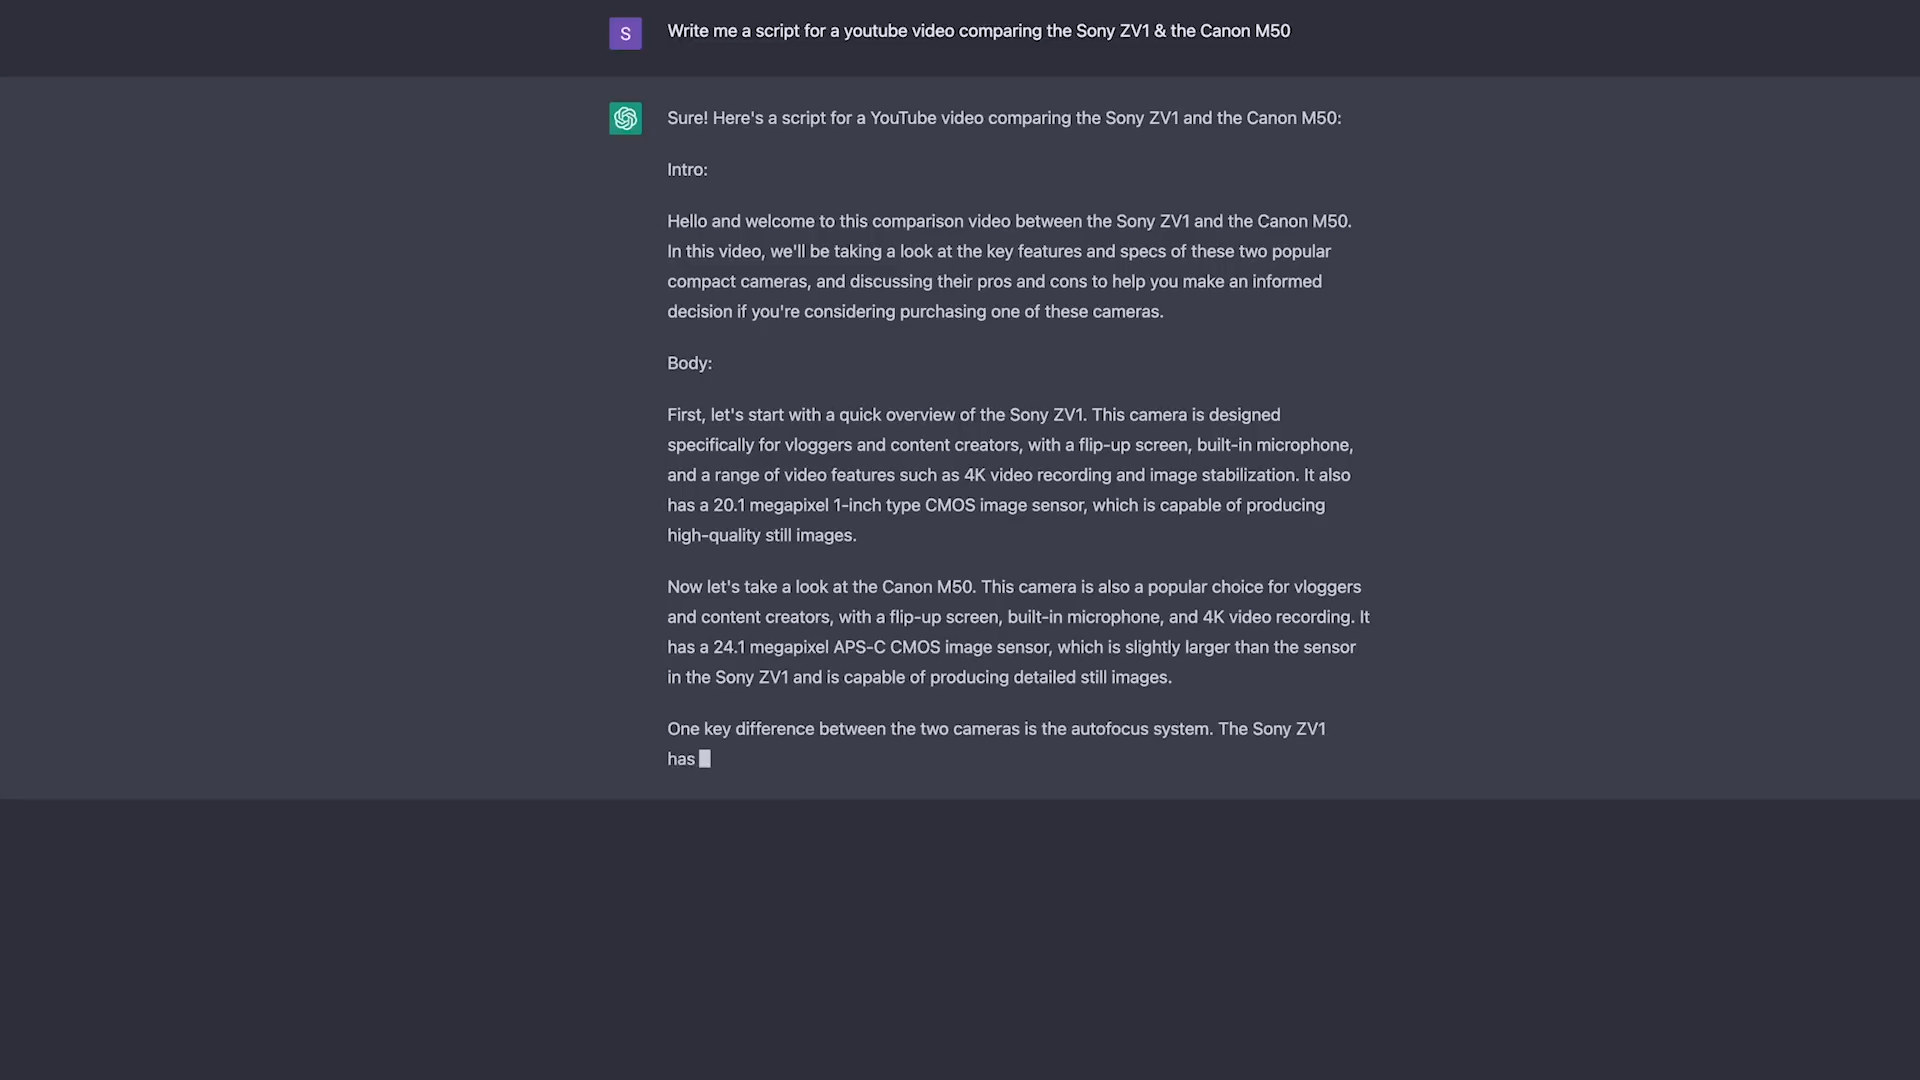 S
Write me a script for a youtube video comparing the Sony ZV1 & the Canon M50
Sure! Here's a script for a YouTube video comparing the Sony ZV1 and the Canon M50:
Intro:
Hello and welcome to this comparison video between the Sony ZV1 and the Canon M50.
In this video, we'll be taking a look at the key features and specs of these two popular
compact cameras, and discussing their pros and cons to help you make an informed
decision if you're considering purchasing one of these cameras.
Body:
First, let's start with a quick overview of the Sony ZV1. This camera is designed
specifically for vloggers and content creators, with a flip-up screen, built-in microphone,
and a range of video features such as 4K video recording and image stabilization. It also
has a 20.1 megapixel 1-inch type CMOS image sensor, which is capable of producing
high-quality still images.
Now let's take a look at the Canon M50. This camera is also a popular choice for vloggers
and content creators, with a flip-up screen, built-in microphone, and 4K video recording. It
has a 24.1 megapixel APS-C CMOS image sensor, which is slightly larger than the sensor
in the Sony ZV1 and is capable of producing detailed still images.
One key difference between the two cameras is the autofocus system. The Sony ZV1
has